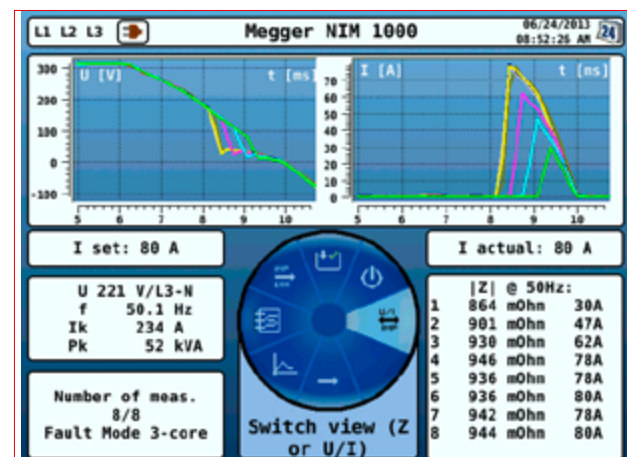 L1 L2 L3
Megger NIM 1000
06/24/2013
08:52:26 AM
24
U [V]
t [ms]
300
200
100
0
-100
5 6 7 8 9 10
I [A]
t [ms]
70
60
50
40
30
20
10
0
5 6 7 8 9 10
I set: 80 A
I actual: 80 A
U 221 V/L3-N
f 50.1 Hz
Ik 234 A
Pk 52 kVA
Number of meas.
8/8
Fault Mode 3-core
U/I
Switch view (Z
or U/I)
|Z| @ 50Hz:
1 864 mOhm 30A
2 901 mOhm 47A
3 930 mOhm 62A
4 946 mOhm 78A
5 936 mOhm 78A
6 936 mOhm 80A
7 942 mOhm 78A
8 944 mOhm 80A